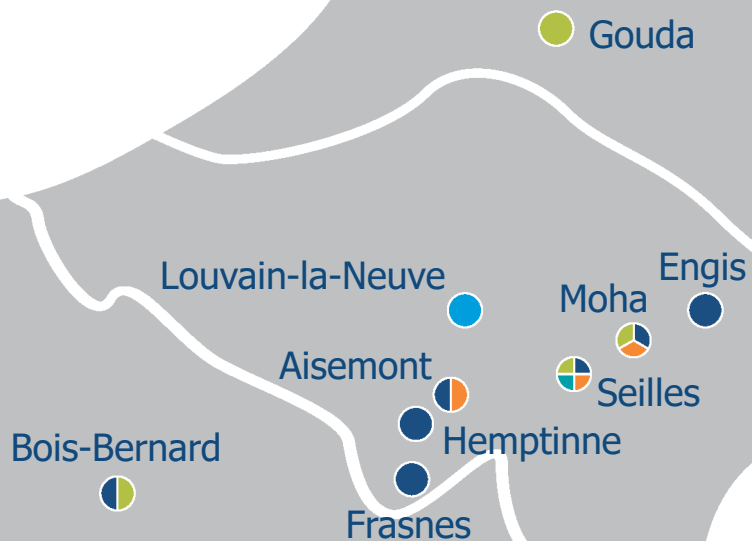 Gouda
Engis
Louvain-la-Neuve
Moha
Aisemont
Seilles
Hemptinne
Bois-Bernard
Frasnes